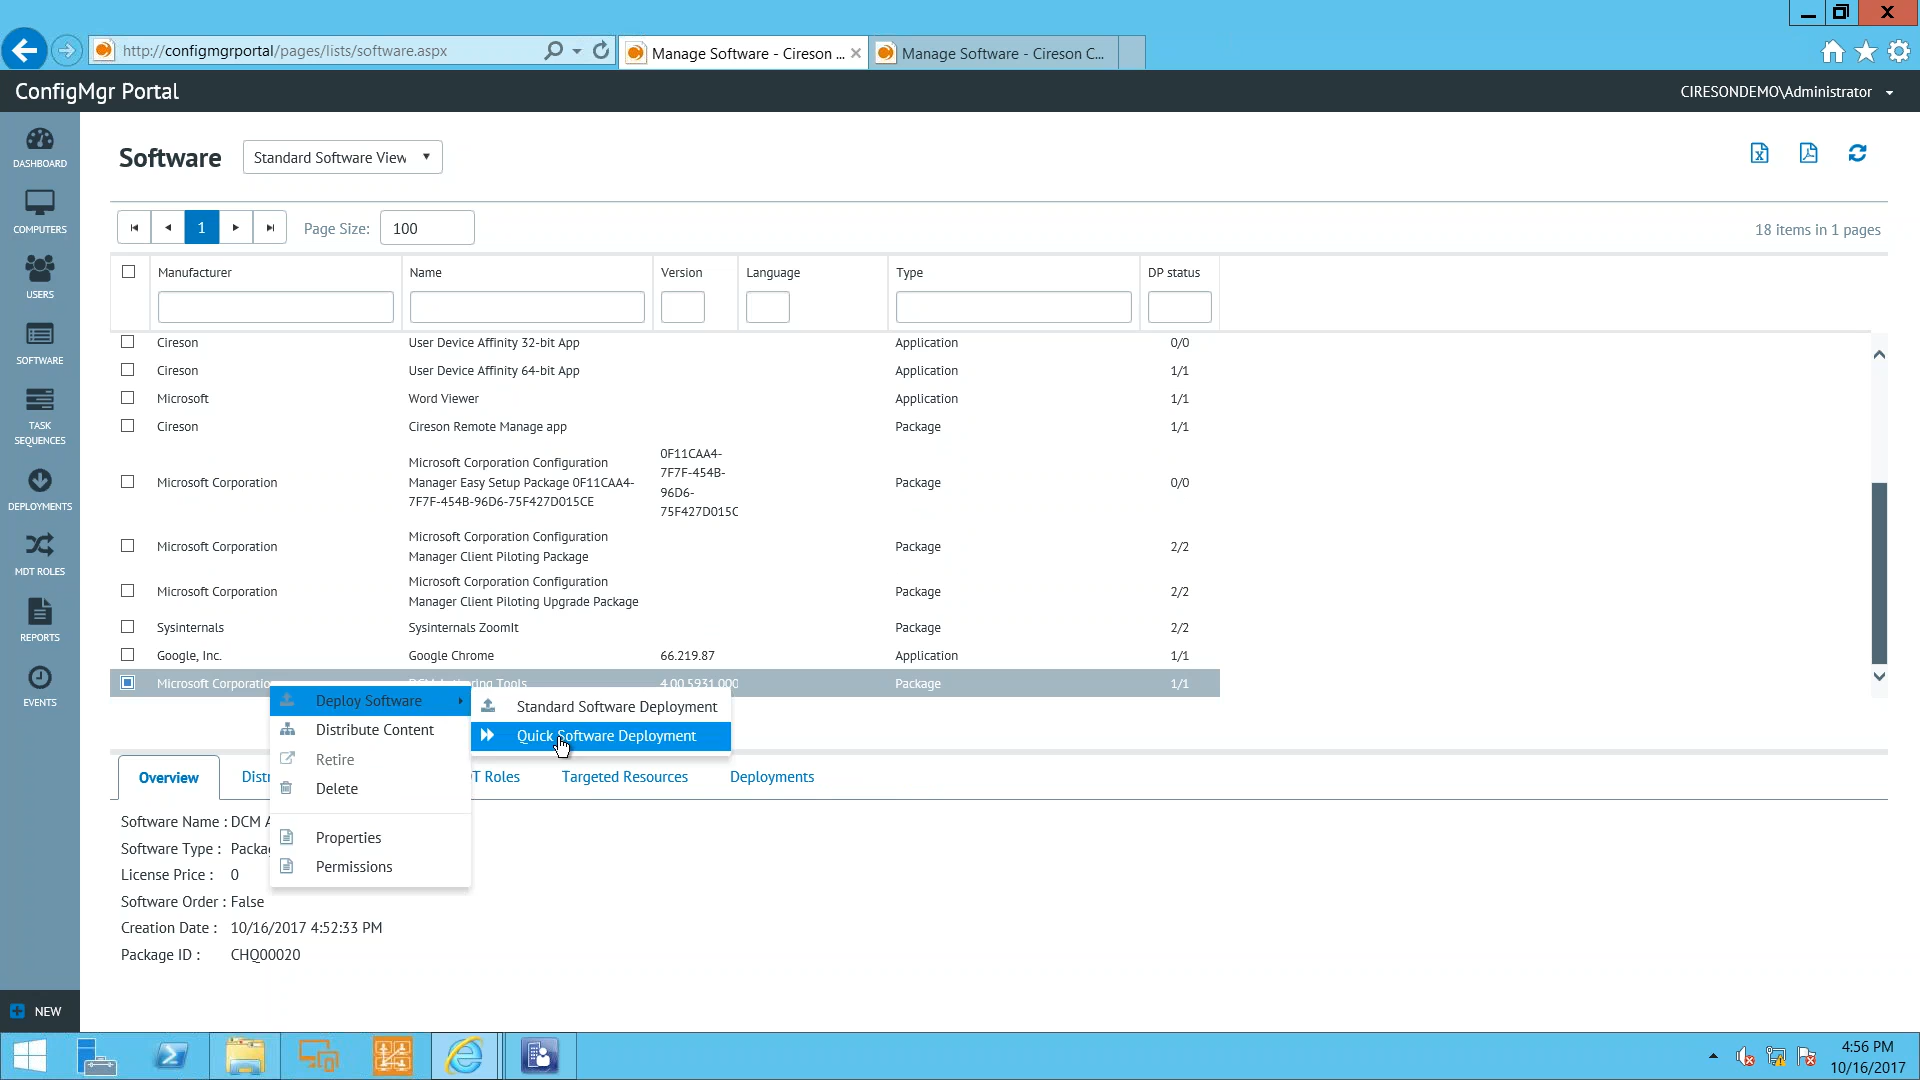 http://configmgrportal/pages/lists/software.aspx
Manage Software - Cireson ...
Manage Software - Cireson C...
ConfigMgr Portal
CIRESONDEMO\Administrator
DASHBOARD
COMPUTERS
USERS
SOFTWARE
TASK
SEQUENCES
DEPLOYMENTS
MDT ROLES
REPORTS
EVENTS
NEW
Software
Standard Software View
1
Page Size:
100
18 items in 1 pages
Manufacturer Name Version Language Type DP status
Cireson User Device Affinity 32-bit App Application 0/0
Cireson User Device Affinity 64-bit App Application 1/1
Microsoft Word Viewer Application 1/1
Cireson Cireson Remote Manage app Package 1/1
Microsoft Corporation
Microsoft Corporation Configuration
Manager Easy Setup Package 0F11CAA4-
7F7F-454B-96D6-75F427D015CE
0F11CAA4-
7F7F-454B-
96D6-
75F427D015C
Package 0/0
Microsoft Corporation
Microsoft Corporation Configuration
Manager Client Piloting Package
Package 2/2
Microsoft Corporation
Microsoft Corporation Configuration
Manager Client Piloting Upgrade Package
Package 2/2
Sysinternals Sysinternals ZoomIt Package 2/2
Google, Inc. Google Chrome 66.219.87 Application 1/1
Microsoft Tools 4.00.5931.000 Package 1/1
Deploy Software
Distribute Content
Retire
Delete
Properties
Permissions
Standard Software Deployment
Quick Software Deployment
Overview
Roles
Targeted Resources
Deployments
Software Name : DCM
Software Type :
License Price : 0
Software Order : False
Creation Date : 10/16/2017 4:52:33 PM
Package ID : CHQ00020
4:56 PM
10/16/2017